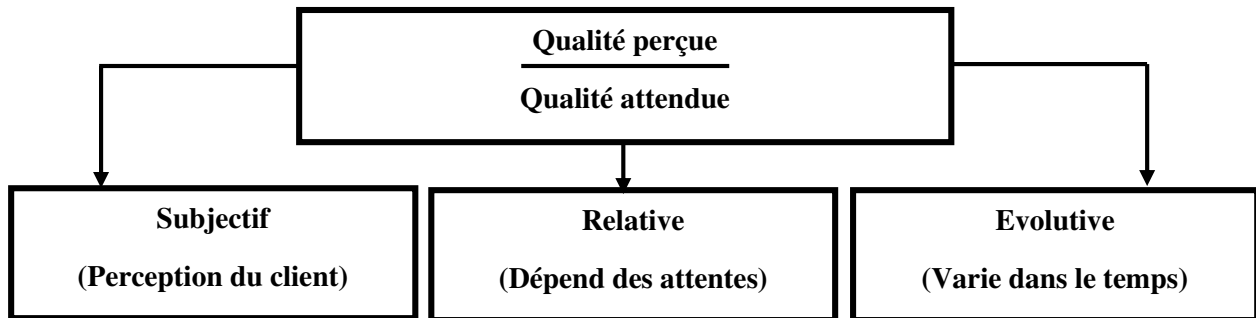 Qualité perçue
Qualité attendue
Subjectif
(Perception du client)
Relative
(Dépend des attentes)
Evolutive
(Varie dans le temps)